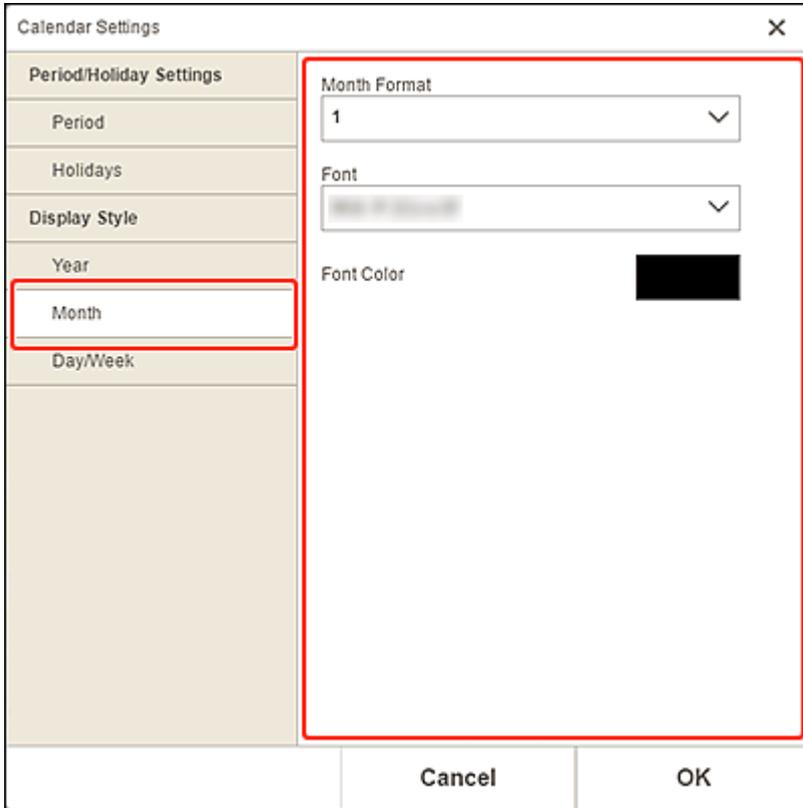 Calendar Settings
Period/Holiday Settings
Period
Holidays
Display Style
Year
Month
Day/Week
Month Format
1
Font
Font Color
Cancel
OK